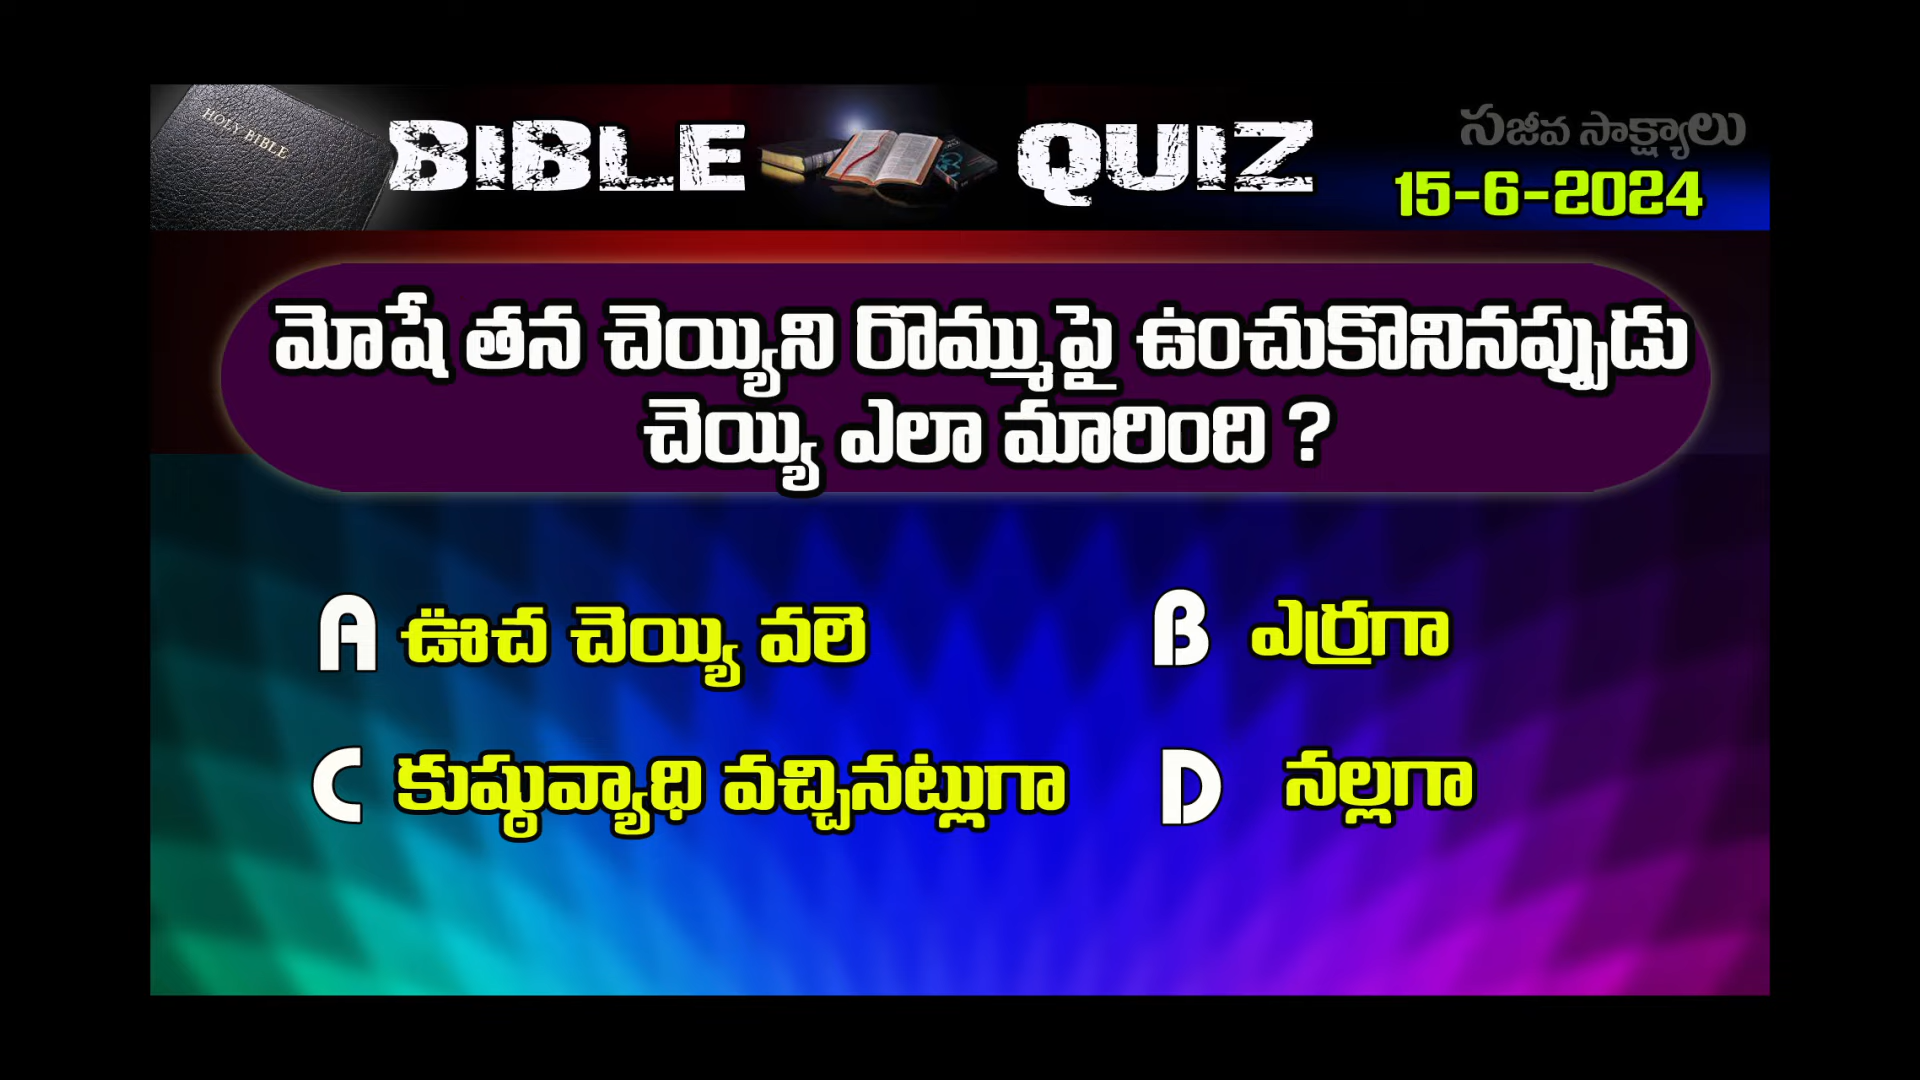 HOLY BIBLE
BIBLE QUIZ
సజీవ సాక్ష్యాలు
15-6-2024
మోషే తన చెయ్యిని రొమ్ముపై ఉంచుకొనినప్పుడు
చెయ్యి ఎలా మారింది ?
A ఊచ చెయ్యి వలె
B ఎర్రగా
C కుష్ఠువ్యాధి వచ్చినట్లుగా
D నల్లగా